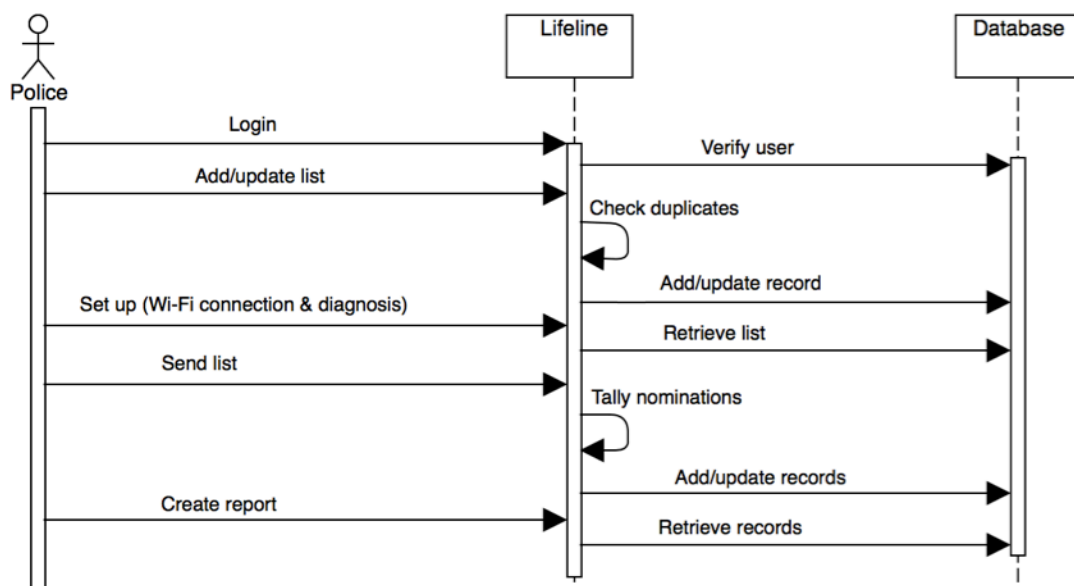 Lifeline
Database
Police
Login
Verify user
Add/update list
Check duplicates
Set up (Wi-Fi connection & diagnosis)
Add/update record
Retrieve list
Send list
Tally nominations
Add/update records
Create report
Retrieve records